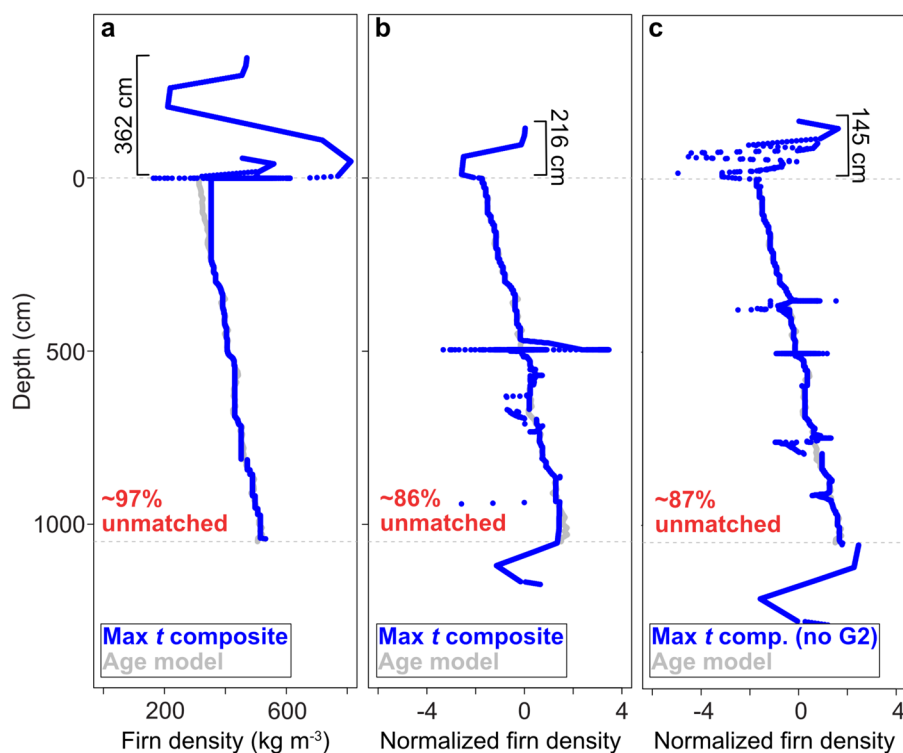 a
362 cm
0
500
1000
Depth (cm)
~97%
unmatched
Max t composite
Age model
200
600
Firn density (kg m⁻³)
b
216 cm
~86%
unmatched
Max t composite
Age model
-4
0
4
Normalized firn density
c
145 cm
~87%
unmatched
Max t comp. (no G2)
Age model
-4
0
4
Normalized firn density